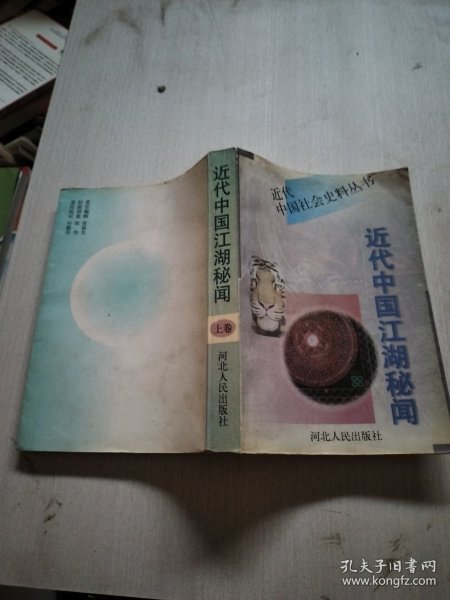 近代
中国社会史料丛书
近代中国江湖秘闻
河北人民出版社
近代中国江湖秘闻
上卷
河北人民出版社
孔夫子旧书网
www.kongfz.com